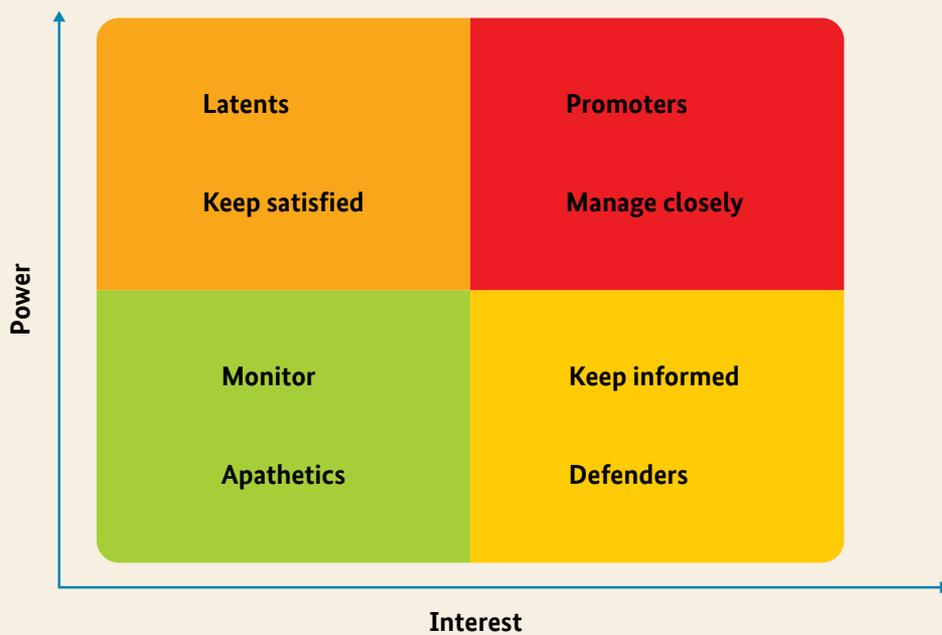 Latents
Promoters
Keep satisfied
Manage closely
Power
Monitor
Keep informed
Apathetics
Defenders
Interest